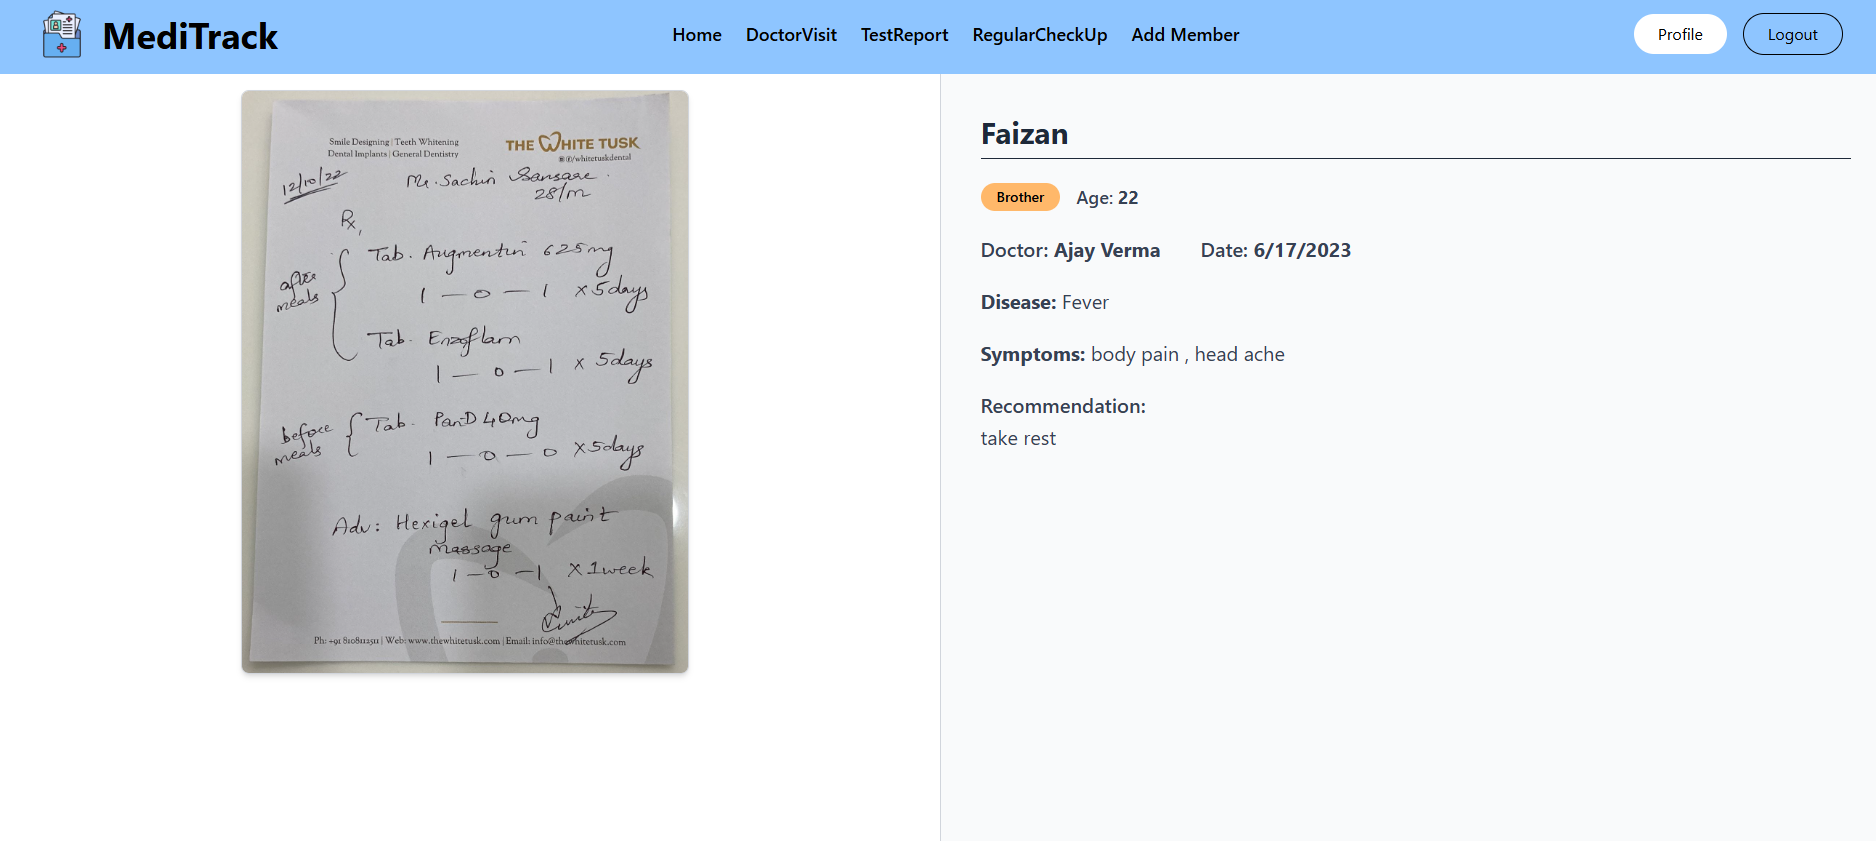 MediTrack
Home DoctorVisit TestReport RegularCheckUp Add Member
Profile Logout
Smile Designing | Teeth Whitening
Dental Implants | General Dentistry
THE WHITE TUSK
/whitetuskdental
12/10/22
Mr. Sachin Sansare
28/M
Rx,
after meals
Tab. Augmentin 625mg
1 — 0 — 1 x 5days
Tab. Enzoflam
1 — 0 — 1 x 5days
before meals
Tab. PanD 40mg
1 — 0 — 0 x 5days
Adv: Hexigel gum paint
massage
1 — 0 — 1 x 1week
Ph: +91 8108112511 | Web: www.thewhitetusk.com | Email: info@thewhitetusk.com
Faizan
Brother Age: 22
Doctor: Ajay Verma Date: 6/17/2023
Disease: Fever
Symptoms: body pain , head ache
Recommendation:
take rest